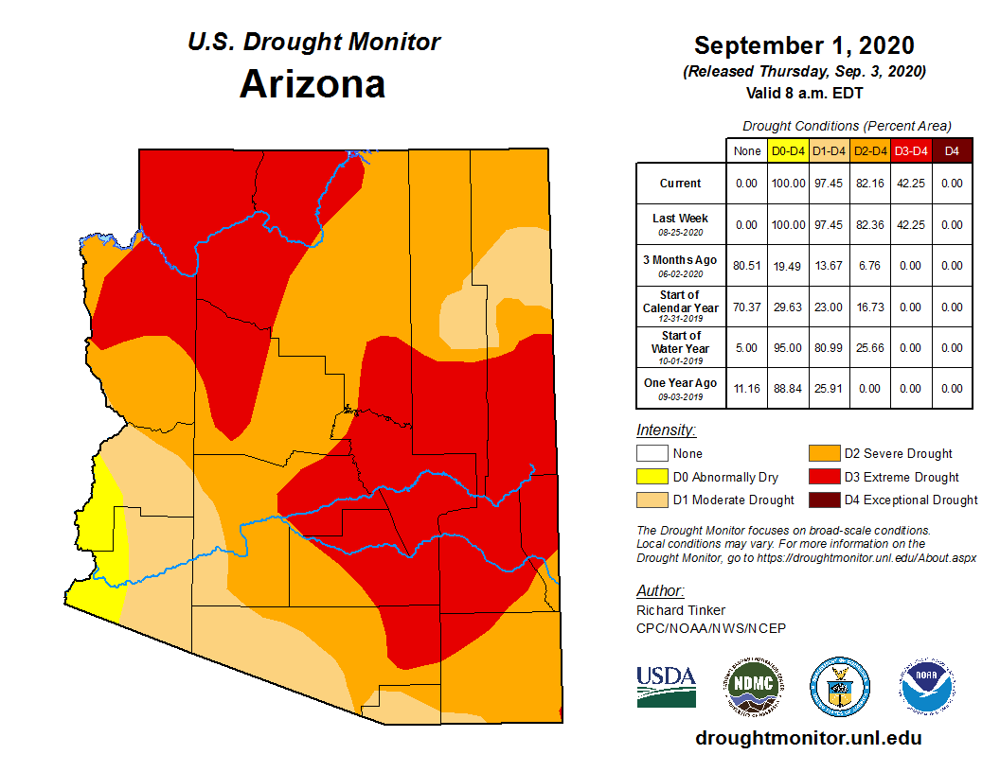 U.S. Drought Monitor
Arizona
September 1, 2020
(Released Thursday, Sep. 3, 2020)
Valid 8 a.m. EDT
Drought Conditions (Percent Area)
None D0-D4 D1-D4 D2-D4 D3-D4 D4
Current 0.00 100.00 97.45 82.16 42.25 0.00
Last Week
08-25-2020
0.00 100.00 97.45 82.36 42.25 0.00
3 Months Ago
06-02-2020
80.51 19.49 13.67 6.76 0.00 0.00
Start of
Calendar Year
12-31-2019
70.37 29.63 23.00 16.73 0.00 0.00
Start of
Water Year
10-01-2019
5.00 95.00 80.99 25.66 0.00 0.00
One Year Ago
09-03-2019
11.16 88.84 25.91 0.00 0.00 0.00
Intensity:
None
D0 Abnormally Dry
D1 Moderate Drought
D2 Severe Drought
D3 Extreme Drought
D4 Exceptional Drought
The Drought Monitor focuses on broad-scale conditions.
Local conditions may vary. For more information on the
Drought Monitor, go to https://droughtmonitor.unl.edu/About.aspx
Author:
Richard Tinker
CPC/NOAA/NWS/NCEP
USDA
NDMC
NOAA
droughtmonitor.unl.edu